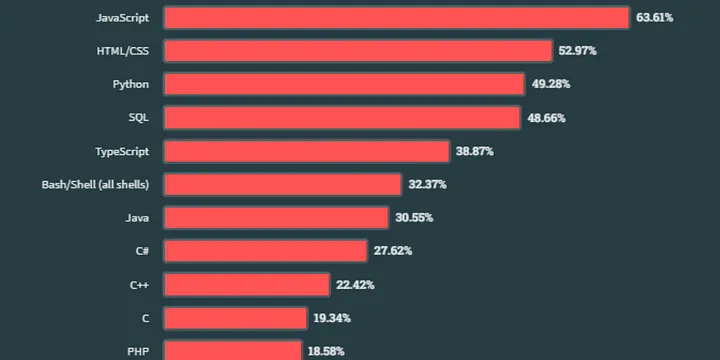 JavaScript 63.61%
HTML/CSS 52.97%
Python 49.28%
SQL 48.66%
TypeScript 38.87%
Bash/Shell (all shells) 32.37%
Java 30.55%
C# 27.62%
C++ 22.42%
C 19.34%
PHP 18.58%